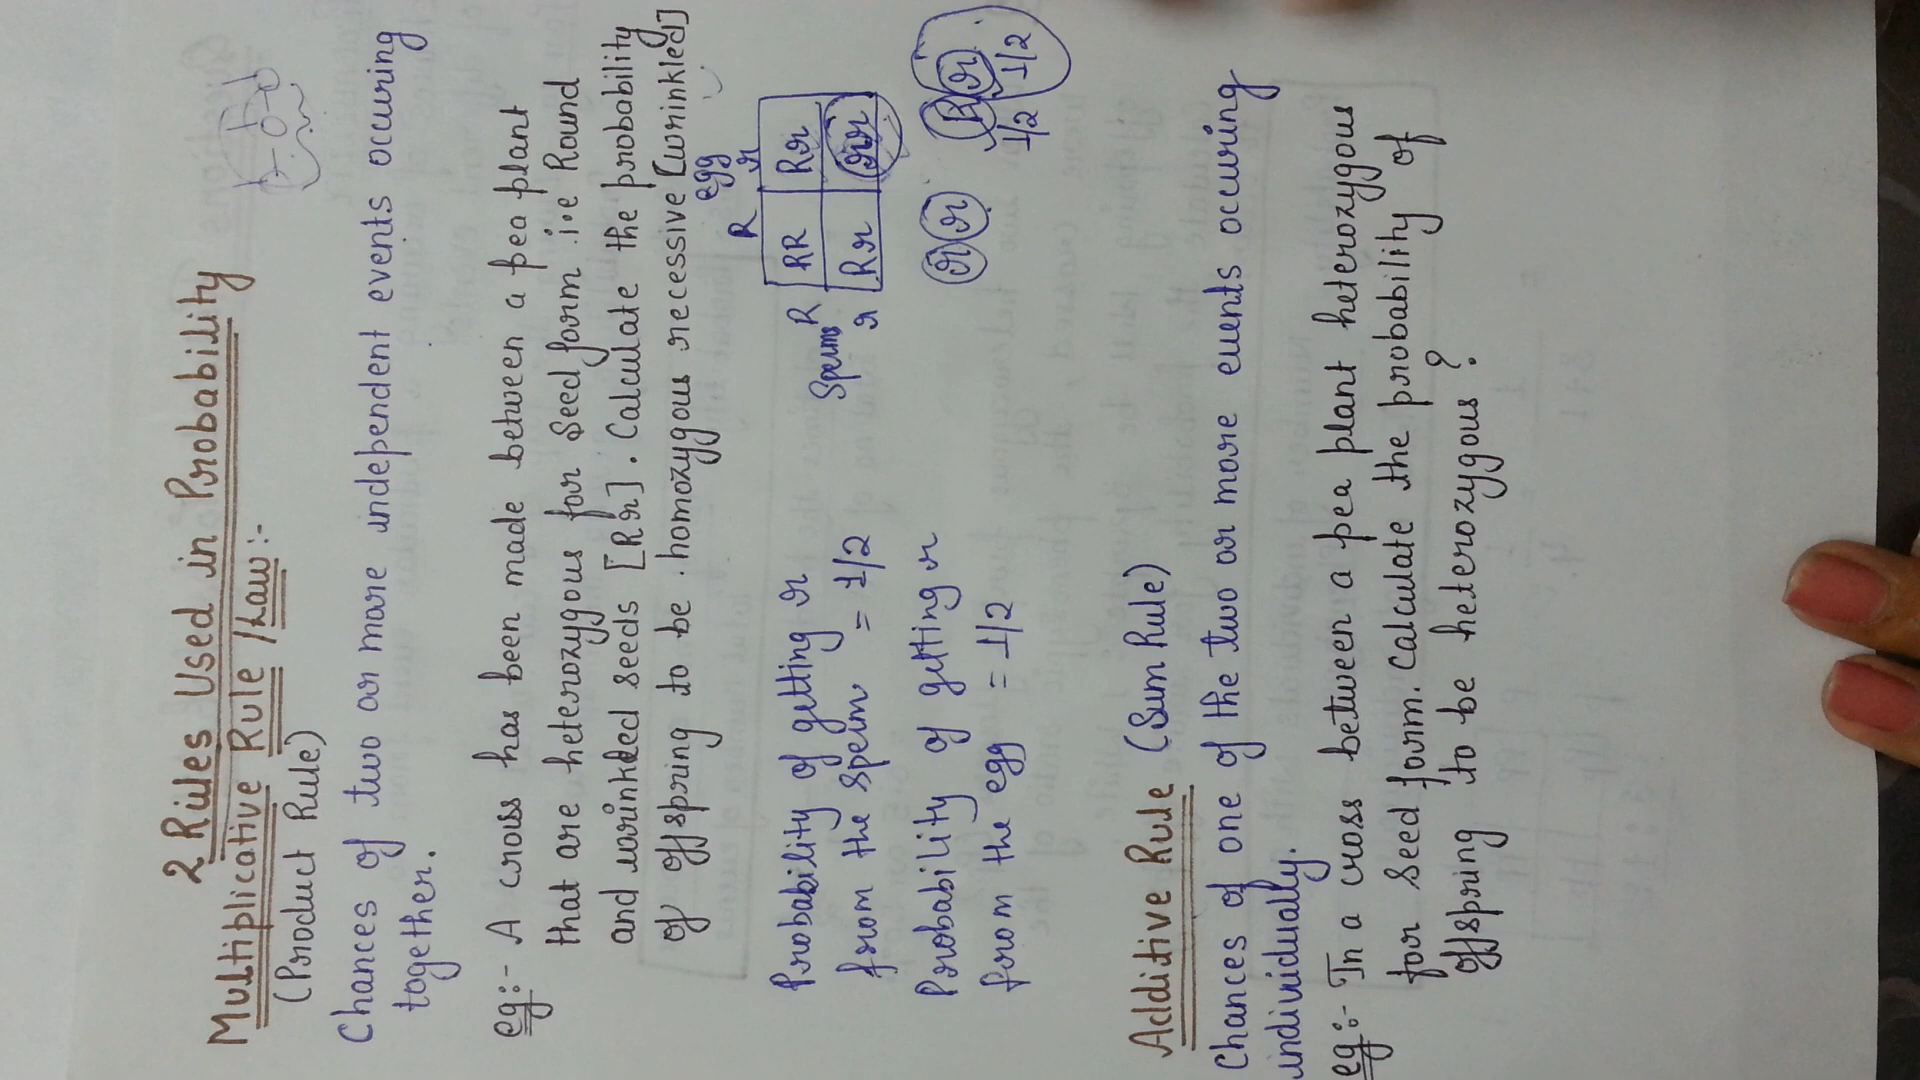 2 Rules Used in Probability
Multiplicative Rule /Law:-
(Product Rule)
Chances of two or more independent events occuring
together.
eg:- A cross has been made between a pea plant
that are heterozygous for Seed form i.e Round
and wrinkled seeds [Rr]. Calculate the probability
of offspring to be homozygous recessive [wrinkled]
egg
R r
Sperms R RR Rr
r Rr rr
Probability of getting r
from the sperm = 1/2
Probability of getting r
from the egg = 1/2
r r R r
1/2 1/2
Additive Rule (Sum Rule)
Chances of one of the two or more events occuring
individually.
eg:- In a cross between a pea plant heterozygous
for Seed form. Calculate the probability of
offspring to be heterozygous ?